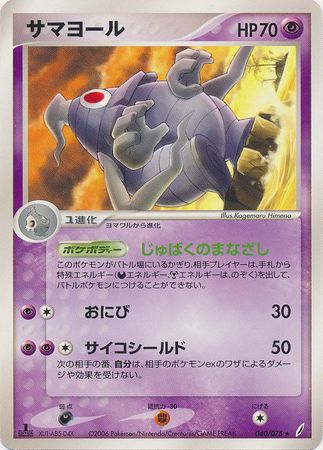 サマヨール HP70
Illus.Kagemaru Himeno
1進化
ヨマワルから進化
ポケボディー じゅばくのまなざし
このポケモンがバトル場にいるかぎり、相手プレイヤーは、手札から
特殊エネルギー(エネルギー、エネルギーは、のぞく)を出して、
バトルポケモンにつけることができない。
おにび 30
サイコシールド 50
次の相手の番、自分は、相手のポケモンexのワザによるダメー
ジや効果を受けない。
弱点 抵抗力 -30 にげる
1 EDITION XU1-AB5-D4X ©2006 Pokémon/Nintendo/Creatures/GAME FREAK. 040/075 ★